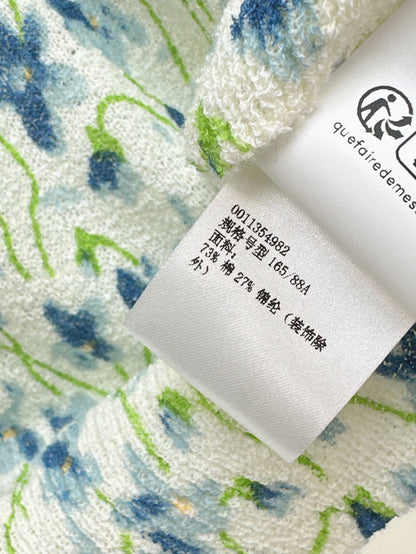 quefairedemes
0011354982
规格号型 165/88A
面料:
73% 棉 27% 锦纶 (装饰除
外)